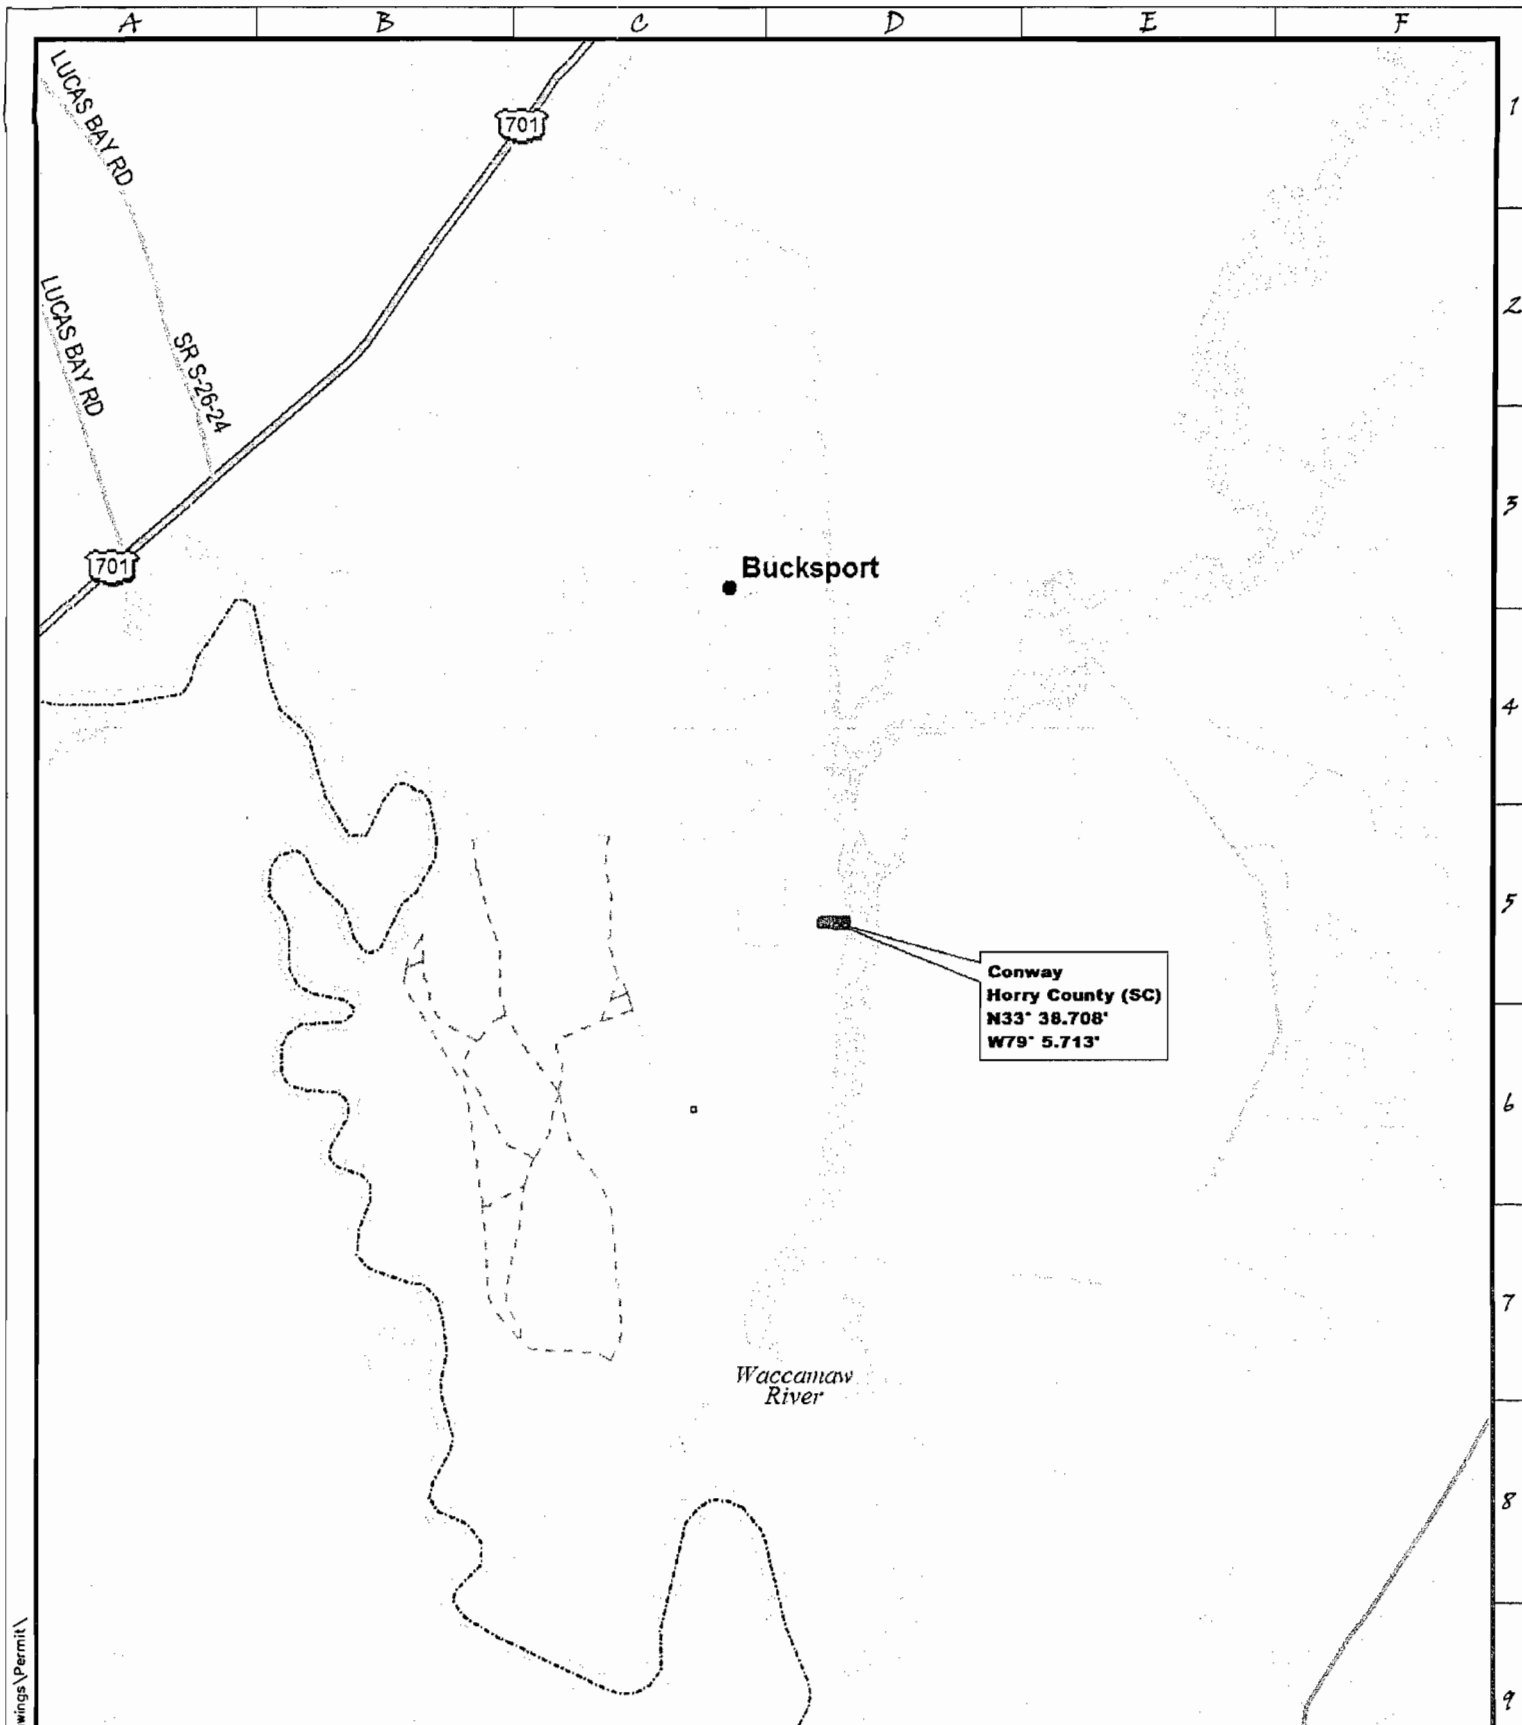 A B C D E F
1
LUCAS BAY RD
701
LUCAS BAY RD
SR S-26-24
2
3
701
Bucksport
4
5
Conway
Horry County (SC)
N33° 38.708'
W79° 5.713'
6
7
Waccamaw
River
8
9
wings\Permit\